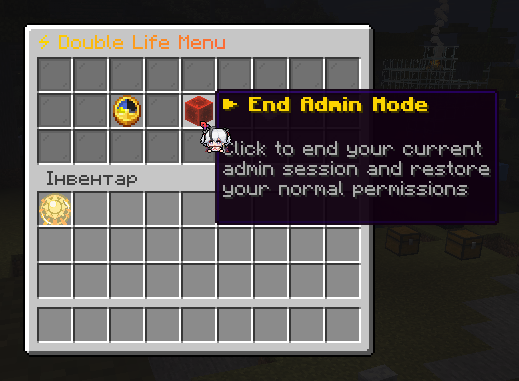 ⚡ Double Life Menu
► End Admin Mode
Click to end your current
admin session and restore
your normal permissions
Інвентар